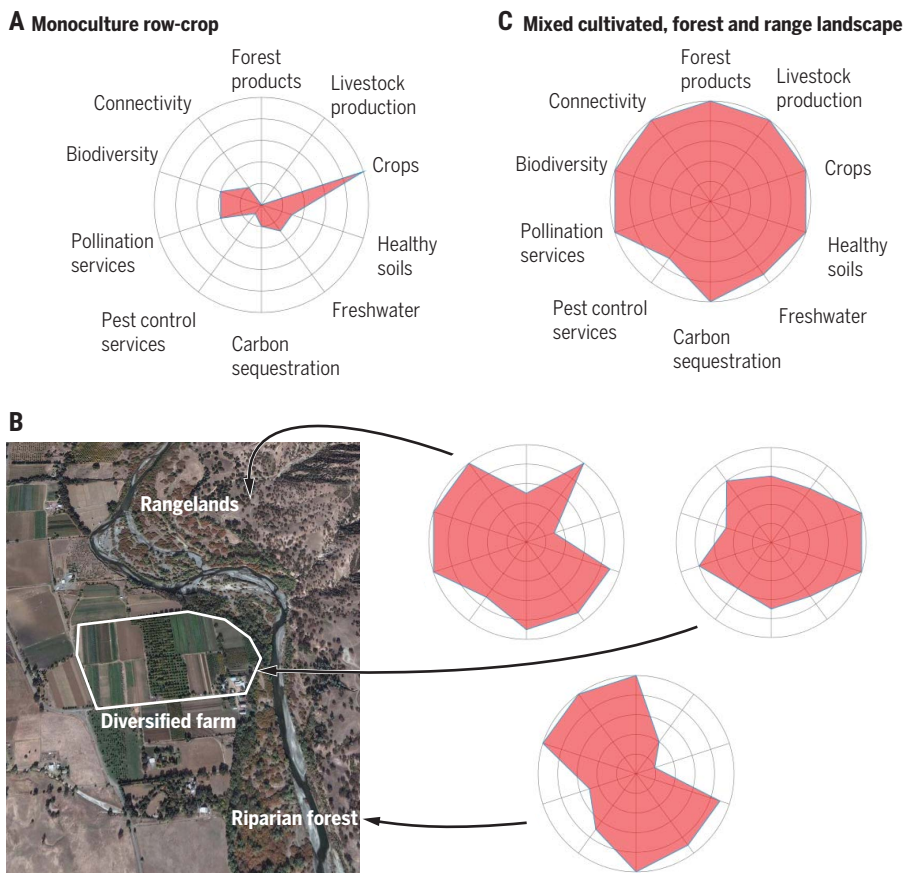 A Monoculture row-crop
Forest
products
Livestock
production
Crops
Healthy
soils
Freshwater
Carbon
sequestration
Pest control
services
Pollination
services
Biodiversity
Connectivity
C Mixed cultivated, forest and range landscape
Forest
products
Livestock
production
Crops
Healthy
soils
Freshwater
Carbon
sequestration
Pest control
services
Pollination
services
Biodiversity
Connectivity
B
Rangelands
Diversified farm
Riparian forest